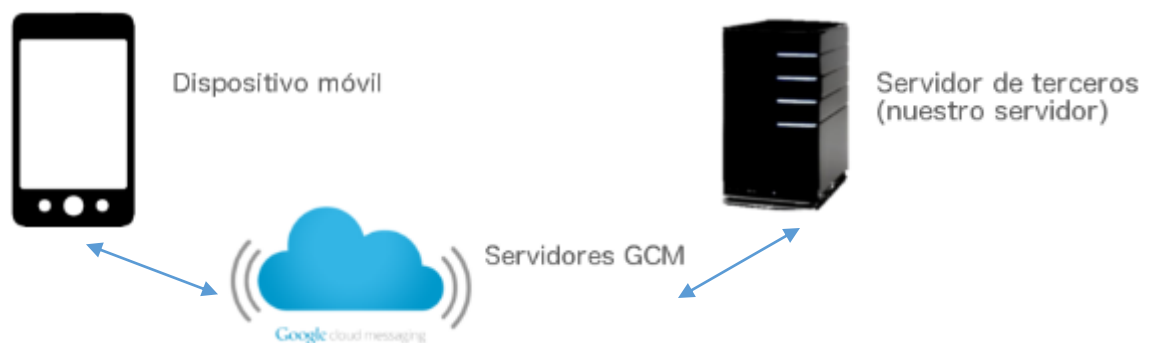 Dispositivo móvil
Servidor de terceros
(nuestro servidor)
Servidores GCM
Google cloud messaging